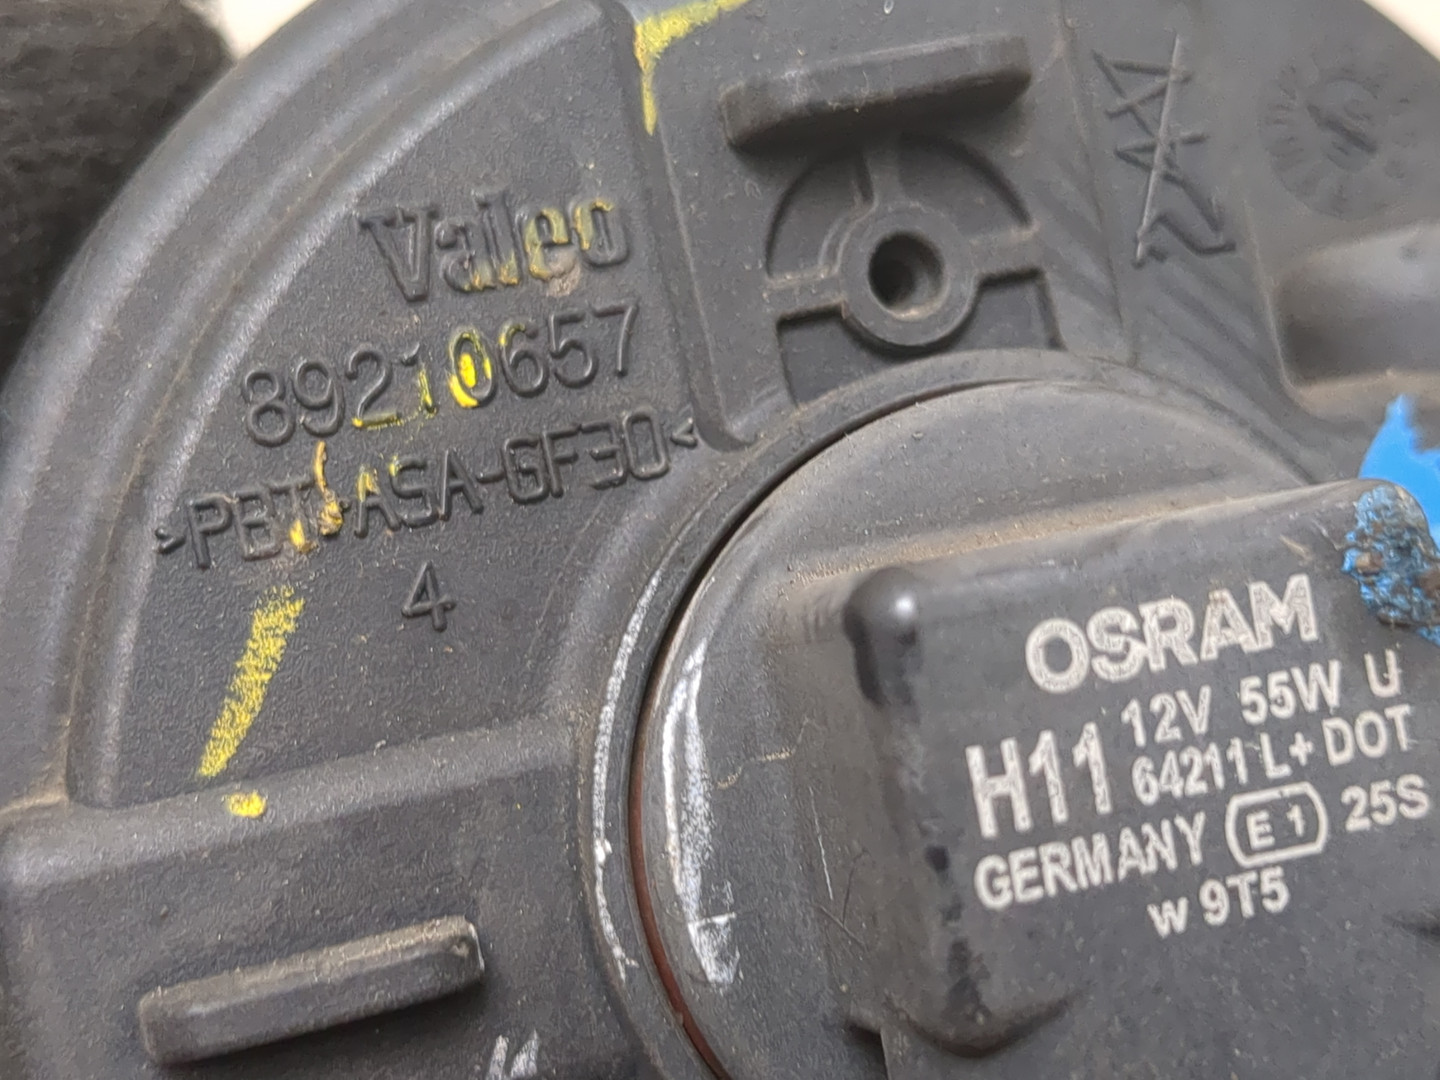 Valeo
89210657
>PBT+ASA-GF30<
4
OSRAM
H11 12V 55W U
64211 L+ DOT
GERMANY E1 25S
w 9T5